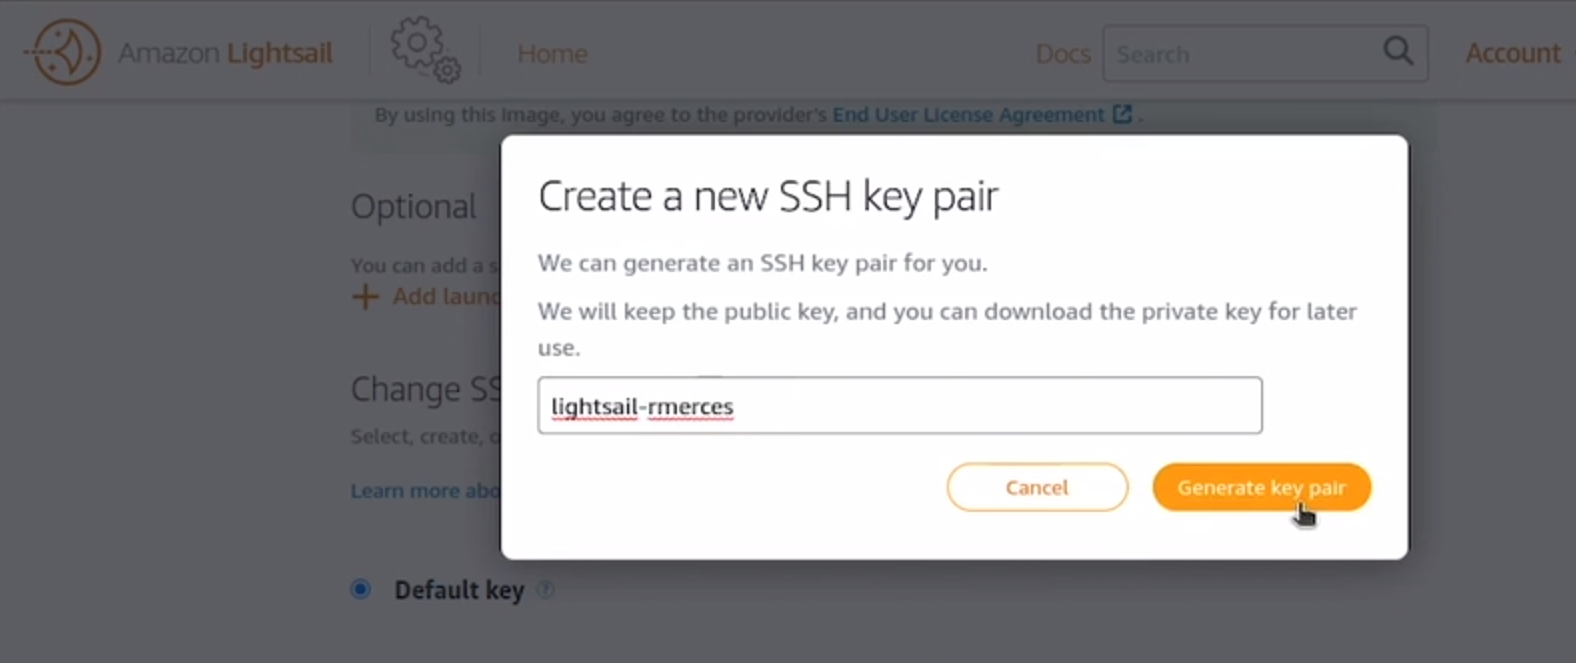 Amazon Lightsail
Home
Docs
Search
Account
By using this image, you agree to the provider's End User License Agreement .
Optional
You can add a s
+ Add laun
Change SS
Select, create, o
Learn more abo
Default key ?
Create a new SSH key pair
We can generate an SSH key pair for you.
We will keep the public key, and you can download the private key for later
use.
lightsail-rmerces
Cancel
Generate key pair